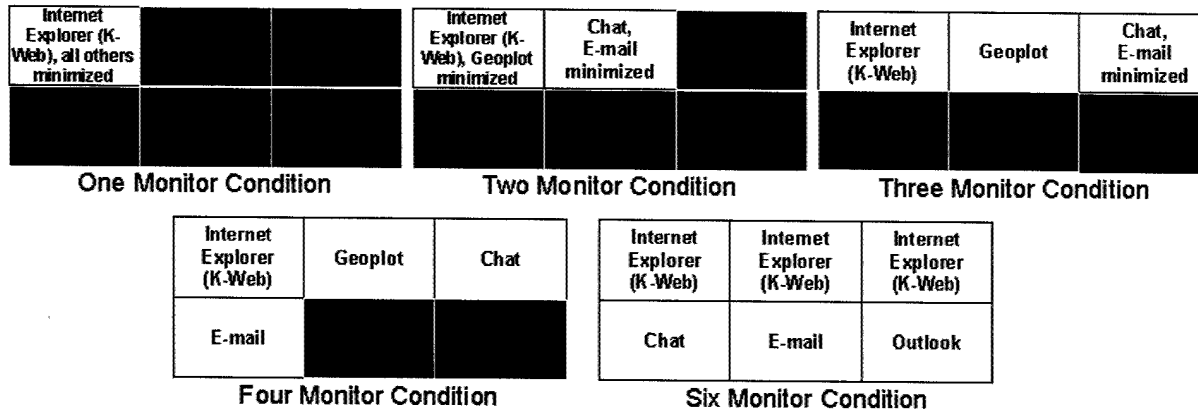 Internet
Explorer (K-
Web), all others
minimized
One Monitor Condition
Internet
Explorer (K-
Web), Geoplot
minimized
Chat,
E-mail
minimized
Two Monitor Condition
Internet
Explorer
(K-Web)
Geoplot
Chat,
E-mail
minimized
Three Monitor Condition
Internet
Explorer
(K-Web)
Geoplot
Chat
E-mail
Four Monitor Condition
Internet
Explorer
(K-Web)
Internet
Explorer
(K-Web)
Internet
Explorer
(K-Web)
Chat
E-mail
Outlook
Six Monitor Condition